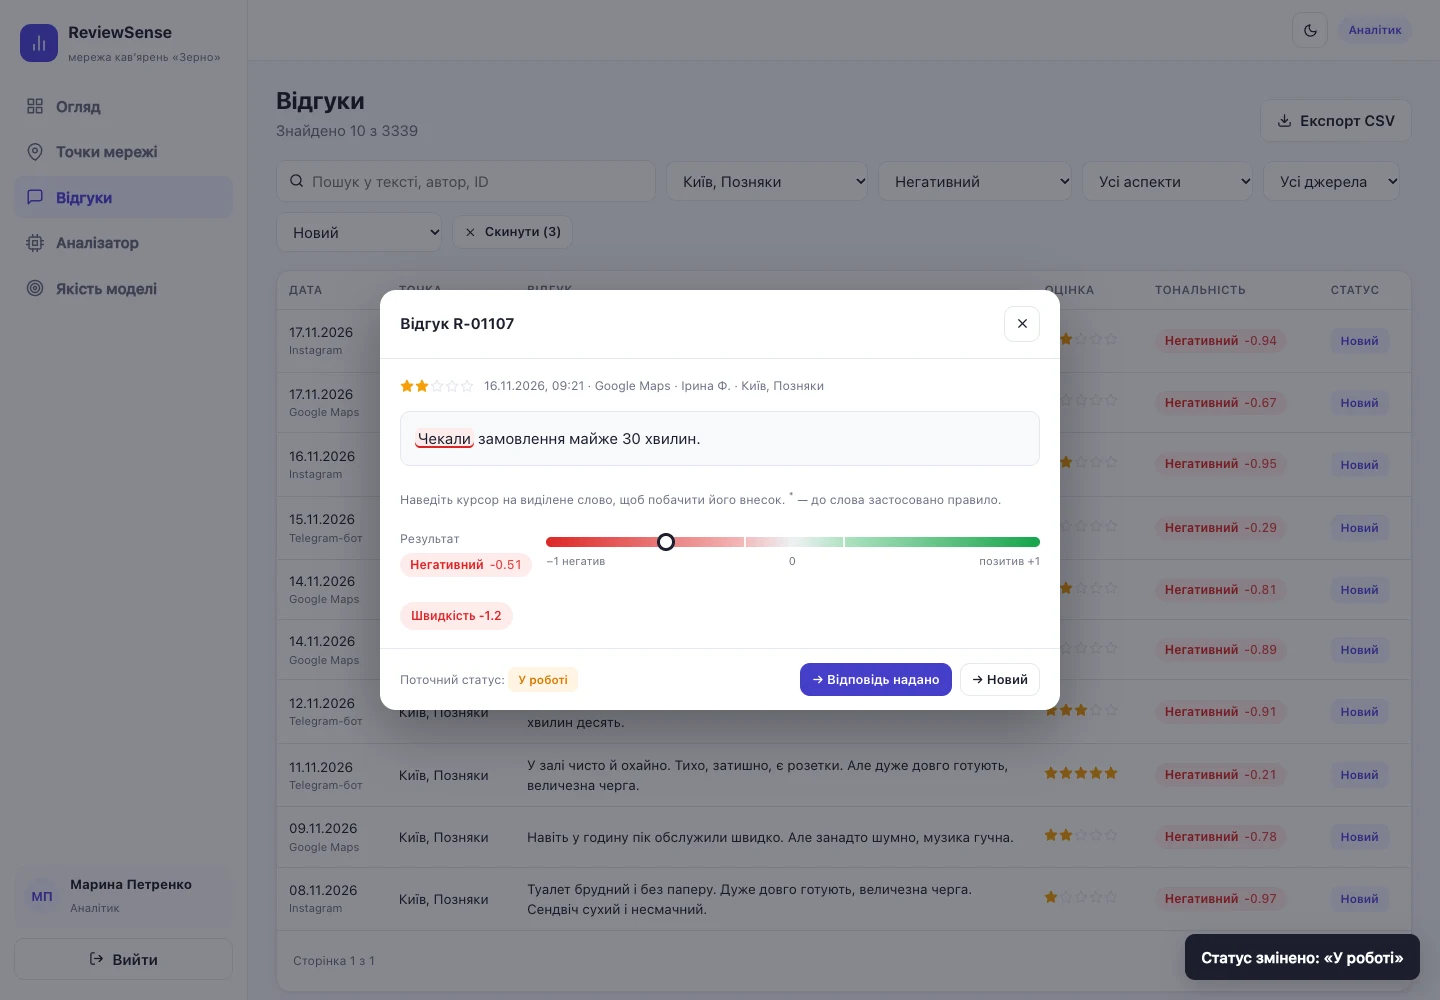 ReviewSense
мережа кав'ярень «Зерно»
Огляд
Точки мережі
Відгуки
Аналізатор
Якість моделі
МП
Марина Петренко
Аналітик
Вийти
Аналітик
Відгуки
Знайдено 10 з 3339
Експорт CSV
Пошук у тексті, автор, ID
Київ, Позняки
Негативний
Усі аспекти
Усі джерела
Новий
Скинути (3)
ДАТА ТОЧКА ВІДГУК ОЦІНКА ТОНАЛЬНІСТЬ СТАТУС
17.11.2026
Instagram
Негативний -0.94 Новий
17.11.2026
Google Maps
Негативний -0.67 Новий
16.11.2026
Instagram
Негативний -0.95 Новий
15.11.2026
Telegram-бот
Негативний -0.29 Новий
14.11.2026
Google Maps
Негативний -0.81 Новий
14.11.2026
Google Maps
Негативний -0.89 Новий
12.11.2026
Telegram-бот
Київ, Позняки
хвилин десять.
Негативний -0.91 Новий
11.11.2026
Telegram-бот
Київ, Позняки
У залі чисто й охайно. Тихо, затишно, є розетки. Але дуже довго готують,
величезна черга.
Негативний -0.21 Новий
09.11.2026
Google Maps
Київ, Позняки
Навіть у годину пік обслужили швидко. Але занадто шумно, музика гучна.
Негативний -0.78 Новий
08.11.2026
Instagram
Київ, Позняки
Туалет брудний і без паперу. Дуже довго готують, величезна черга.
Сендвіч сухий і несмачний.
Негативний -0.97 Новий
Сторінка 1 з 1
Відгук R-01107
16.11.2026, 09:21 · Google Maps · Ірина Ф. · Київ, Позняки
Чекали замовлення майже 30 хвилин.
Наведіть курсор на виділене слово, щоб побачити його внесок. * — до слова застосовано правило.
Результат
Негативний -0.51
−1 негатив 0 позитив +1
Швидкість -1.2
Поточний статус: У роботі
→ Відповідь надано
→ Новий
Статус змінено: «У роботі»